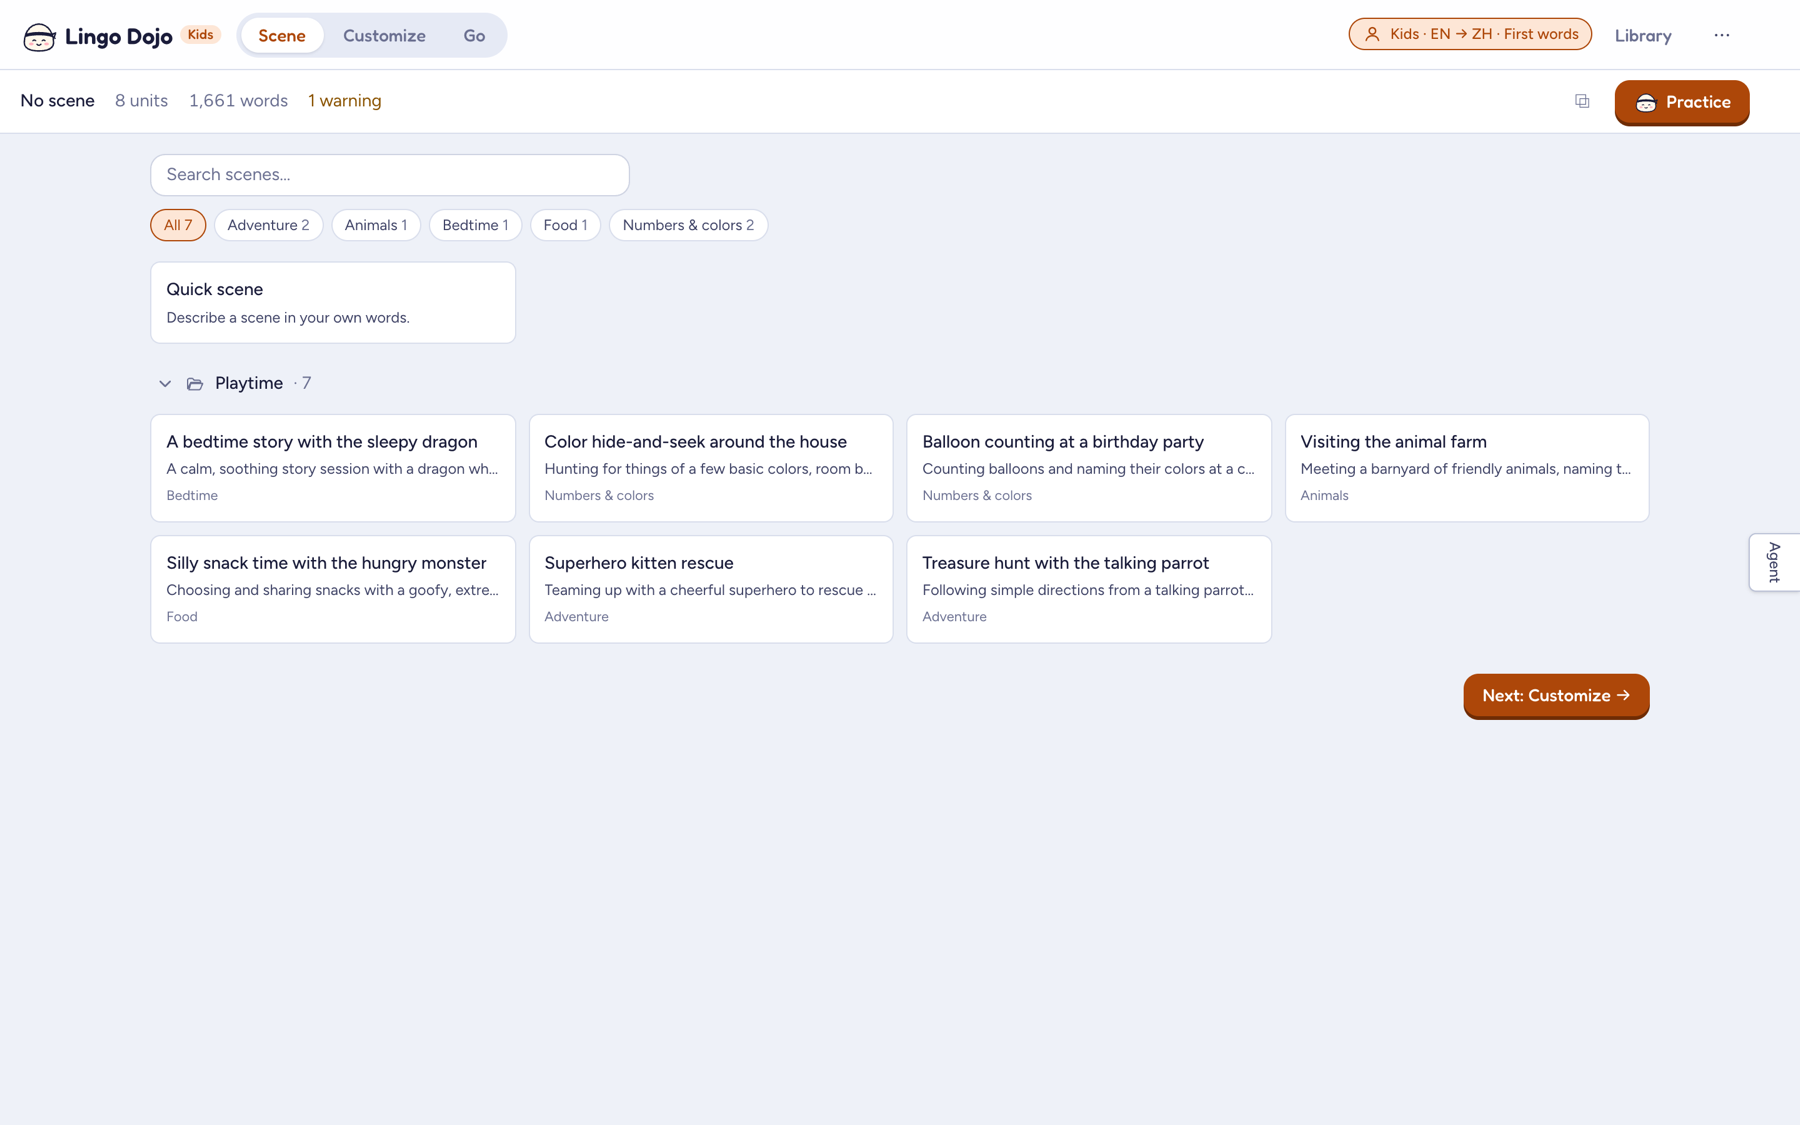 Lingo Dojo Kids Scene Customize Go Kids · EN → ZH · First words Library ...
No scene 8 units 1,661 words 1 warning Practice
Search scenes...
All 7 Adventure 2 Animals 1 Bedtime 1 Food 1 Numbers & colors 2
Quick scene
Describe a scene in your own words.
Playtime · 7
A bedtime story with the sleepy dragon
A calm, soothing story session with a dragon wh...
Bedtime
Color hide-and-seek around the house
Hunting for things of a few basic colors, room b...
Numbers & colors
Balloon counting at a birthday party
Counting balloons and naming their colors at a c...
Numbers & colors
Visiting the animal farm
Meeting a barnyard of friendly animals, naming t...
Animals
Silly snack time with the hungry monster
Choosing and sharing snacks with a goofy, extre...
Food
Superhero kitten rescue
Teaming up with a cheerful superhero to rescue ...
Adventure
Treasure hunt with the talking parrot
Following simple directions from a talking parrot...
Adventure
Agent
Next: Customize →